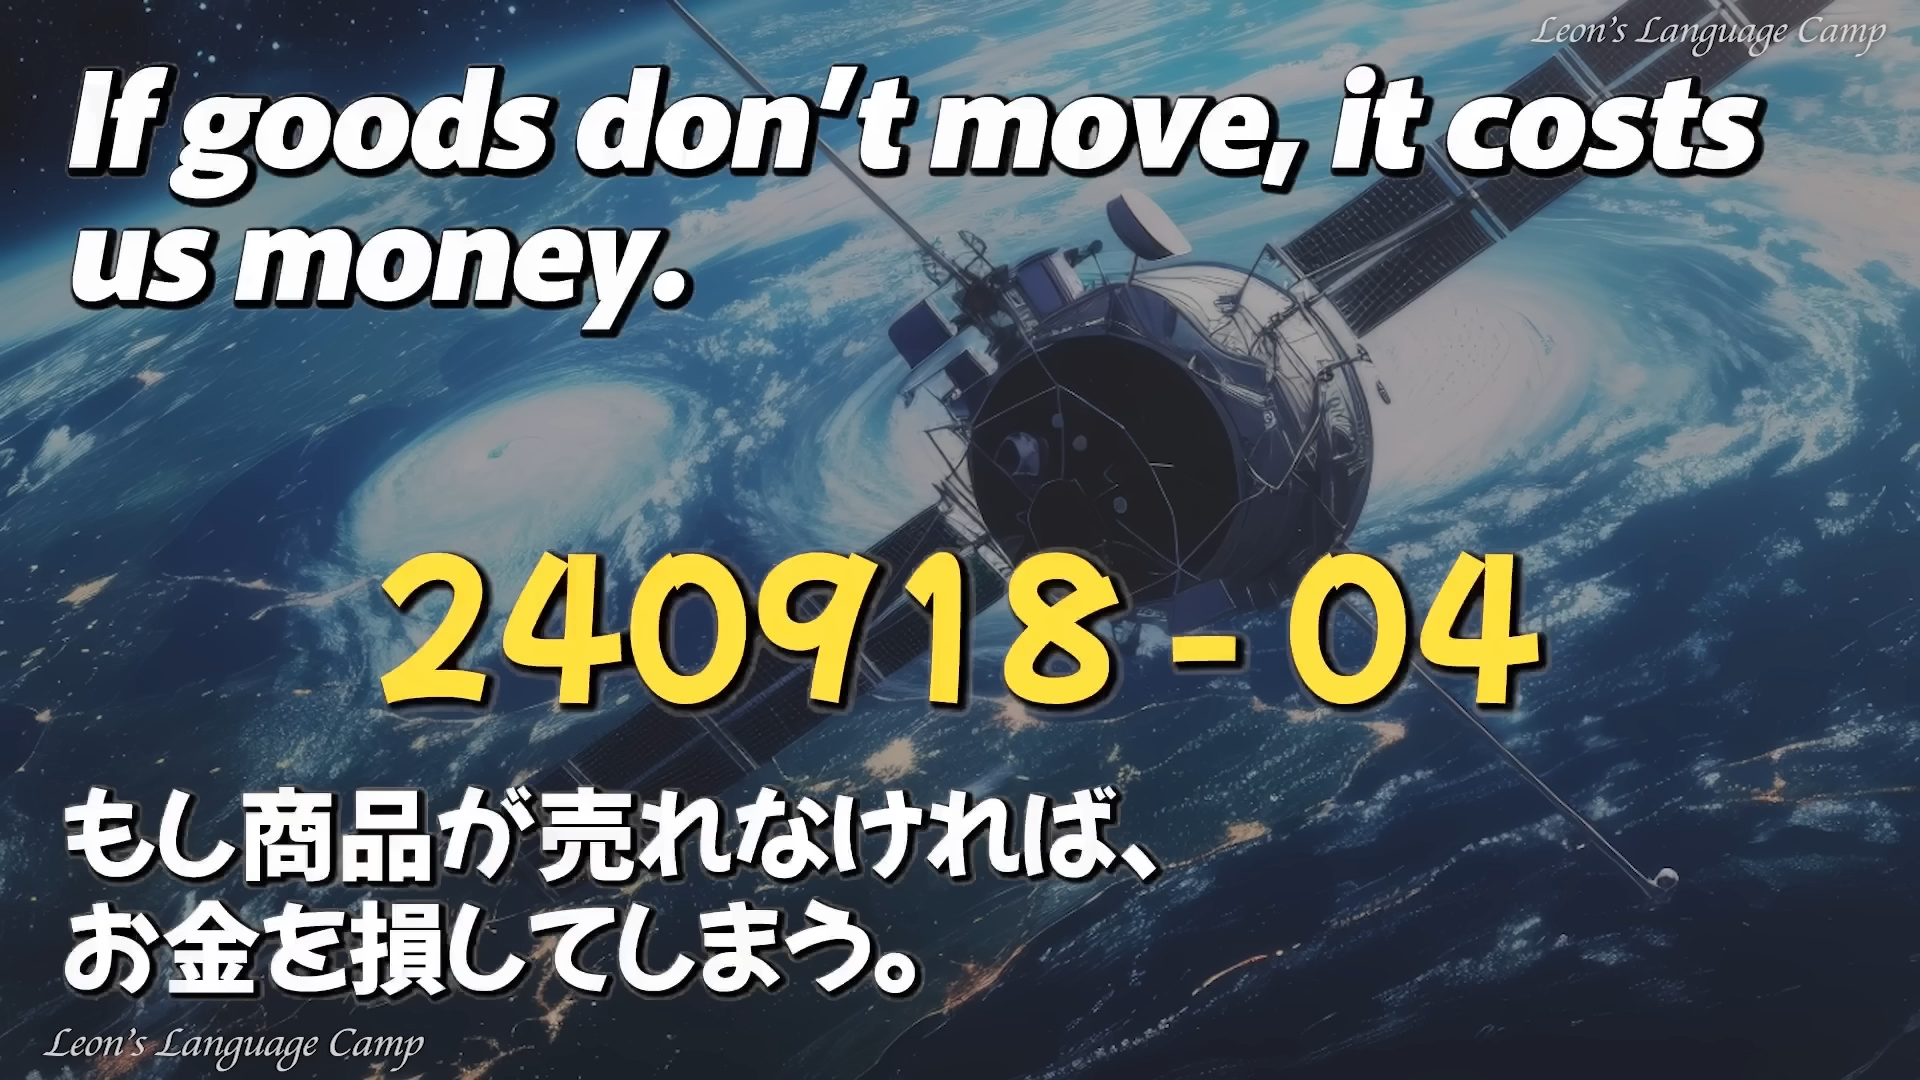 Leon's Language Camp
If goods don't move, it costs
us money.
240918-04
もし商品が売れなければ、
お金を損してしまう。
Leon's Language Camp